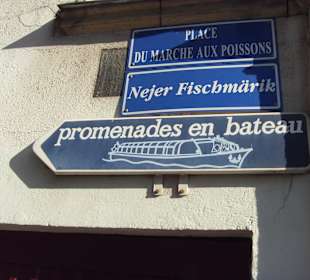 PLACE
DU MARCHE AUX POISSONS
Nejer Fischmärik
promenades en bateau